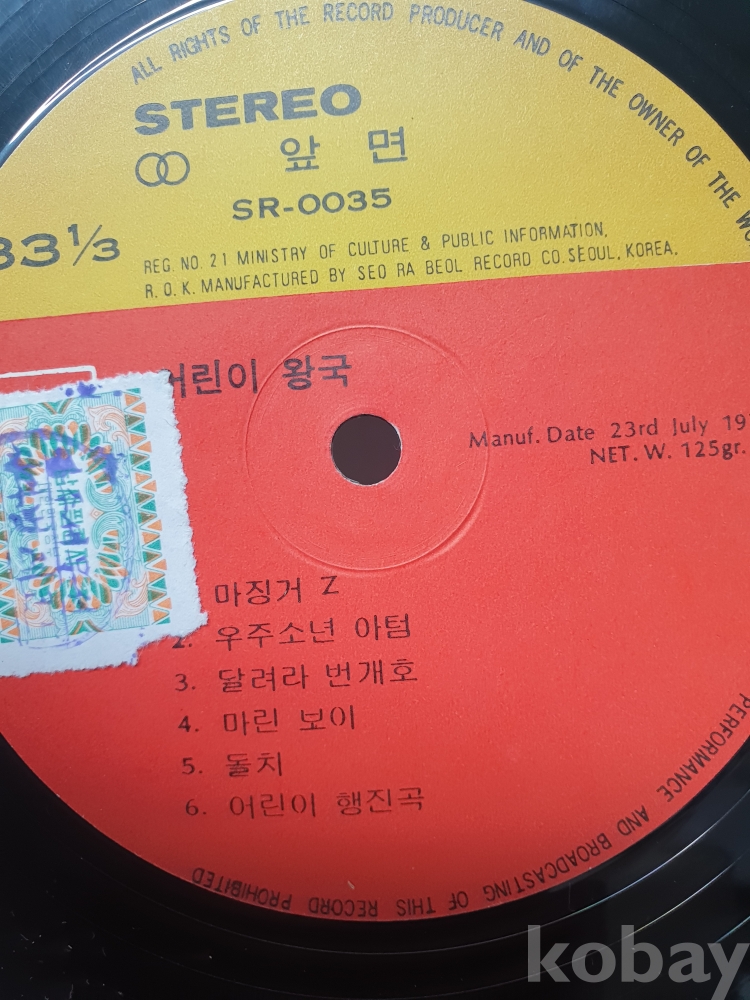 ALL RIGHTS OF THE RECORD PRODUCER AND OF THE OWNER OF THE
STEREO
앞 면
SR-0035
33⅓
REG. NO. 21 MINISTRY OF CULTURE & PUBLIC INFORMATION,
R. O. K. MANUFACTURED BY SEO RA BEOL RECORD CO. SEOUL, KOREA.
어린이 왕국
Manuf. Date 23rd July 19
NET. W. 125gr.
마징거 Z
2. 우주소년 아텀
3. 달려라 번개호
4. 마린 보이
5. 돌치
6. 어린이 행진곡
PERFORMANCE AND BROADCASTING OF THIS RECORD PROHIBITED
kobay